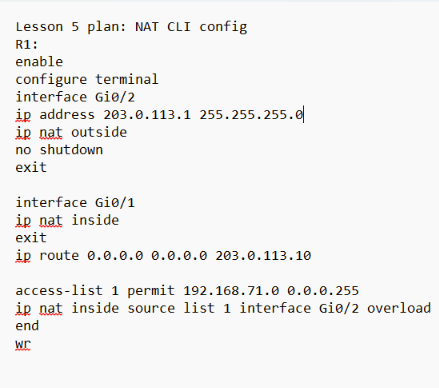 Lesson 5 plan: NAT CLI config
R1:
enable
configure terminal
interface Gi0/2
ip address 203.0.113.1 255.255.255.0
ip nat outside
no shutdown
exit
interface Gi0/1
ip nat inside
exit
ip route 0.0.0.0 0.0.0.0 203.0.113.10
access-list 1 permit 192.168.71.0 0.0.0.255
ip nat inside source list 1 interface Gi0/2 overload
end
wr